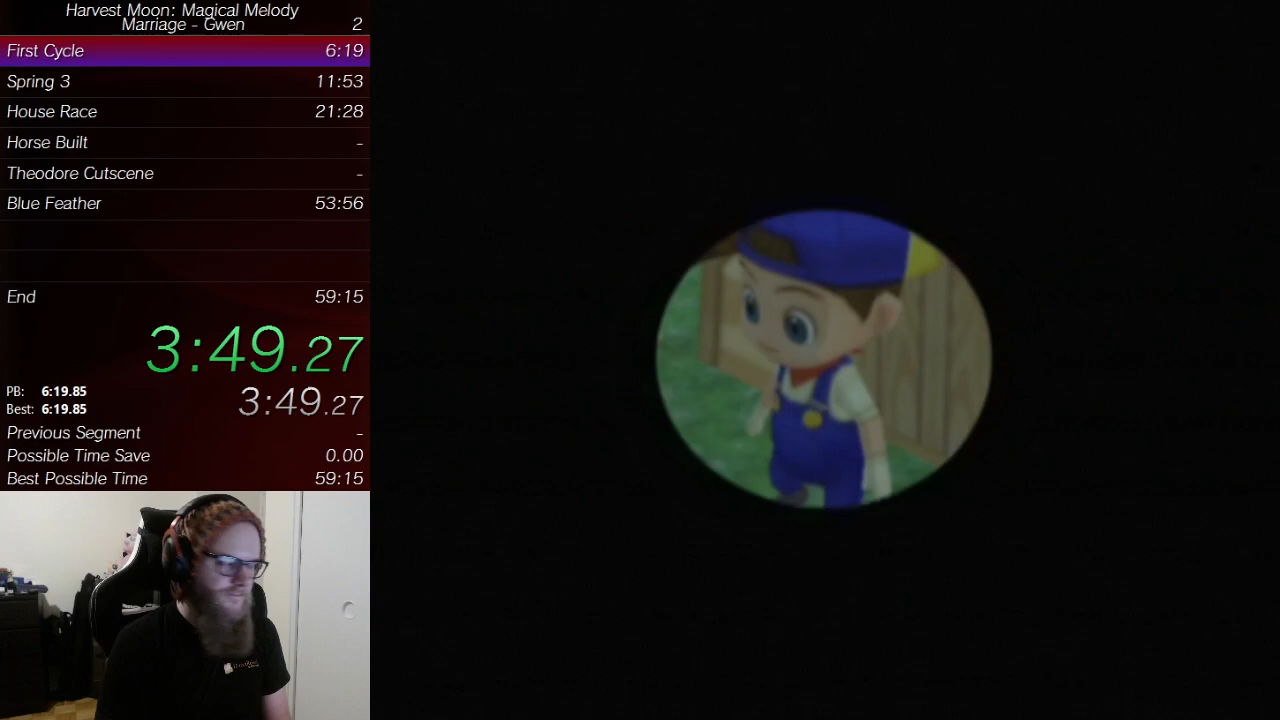 Harvest Moon: Magical Melody
Marriage - Gwen 2
First Cycle 6:19
Spring 3 11:53
House Race 21:28
Horse Built -
Theodore Cutscene -
Blue Feather 53:56
End 59:15
3:49.27
PB: 6:19.85
Best: 6:19.85
3:49.27
Previous Segment -
Possible Time Save 0.00
Best Possible Time 59:15